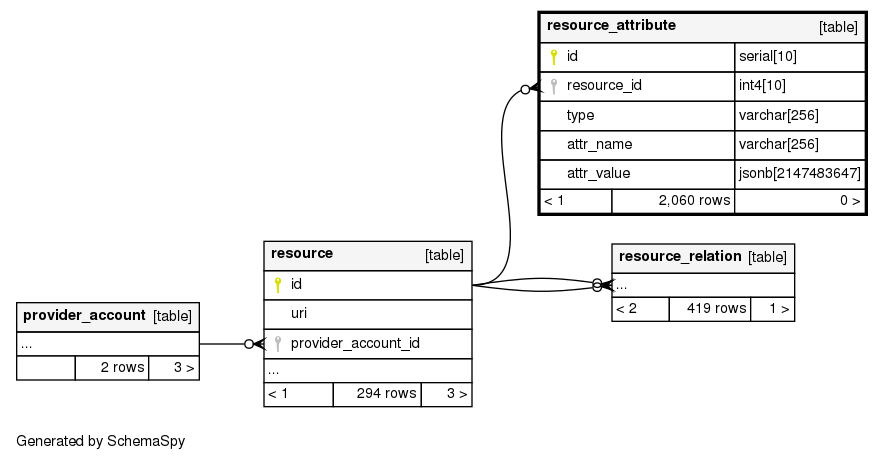 resource_attribute [table]
id serial[10]
resource_id int4[10]
type varchar[256]
attr_name varchar[256]
attr_value jsonb[2147483647]
< 1 2,060 rows 0 >
resource [table]
id
uri
provider_account_id
...
< 1 294 rows 3 >
resource_relation [table]
...
< 2 419 rows 1 >
provider_account [table]
...
2 rows 3 >
Generated by SchemaSpy